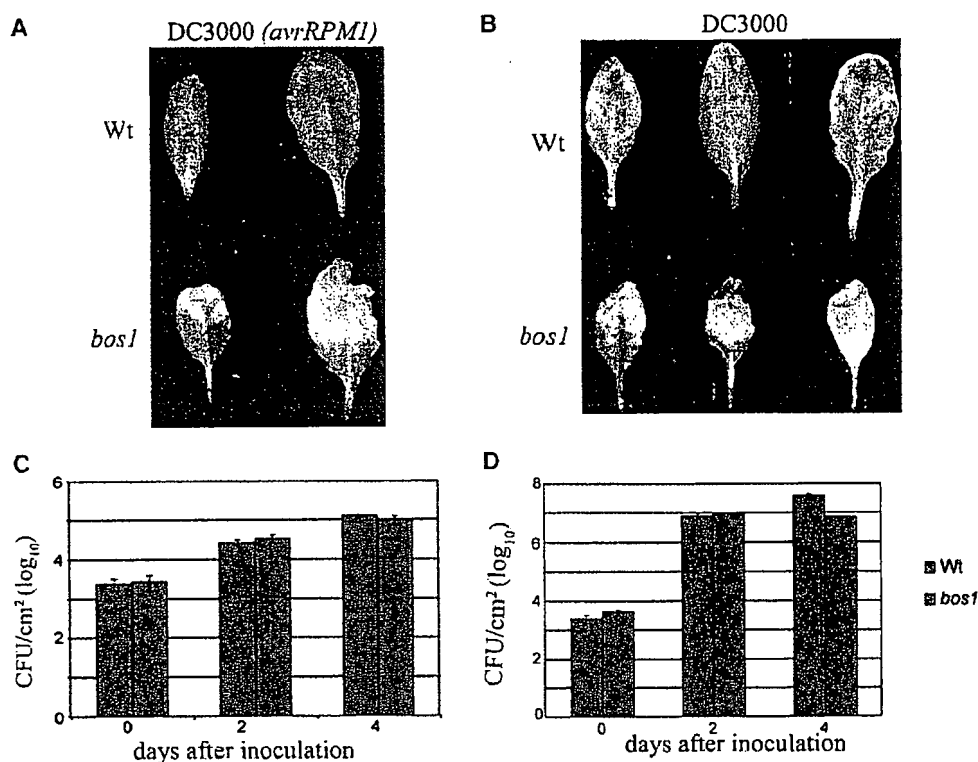 A
DC3000 (avrRPM1)
Wt
bos1
B
DC3000
Wt
bos1
C
6
4
2
0
CFU/cm² (log₁₀)
0 2 4
days after inoculation
D
8
6
4
2
0
CFU/cm² (log₁₀)
0 2 4
days after inoculation
Wt
bos1